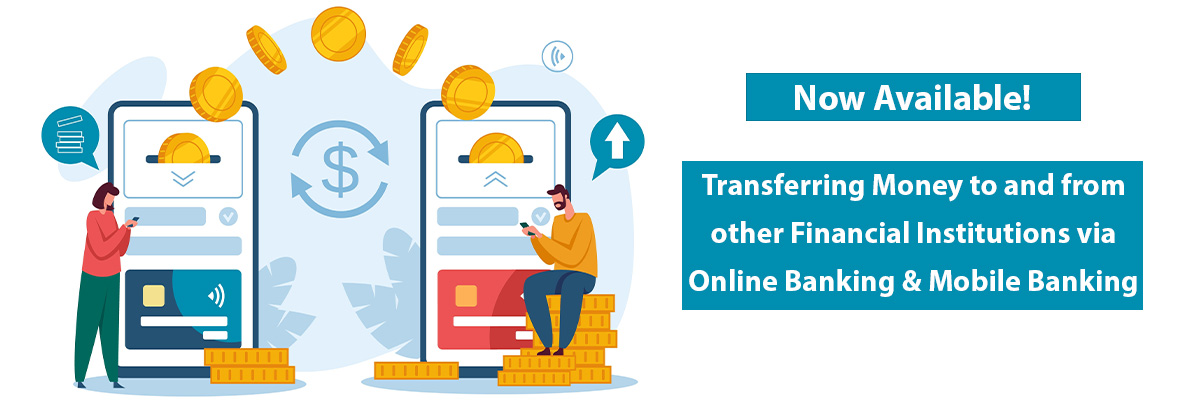 Now Available!
Transferring Money to and from
other Financial Institutions via
Online Banking & Mobile Banking
$